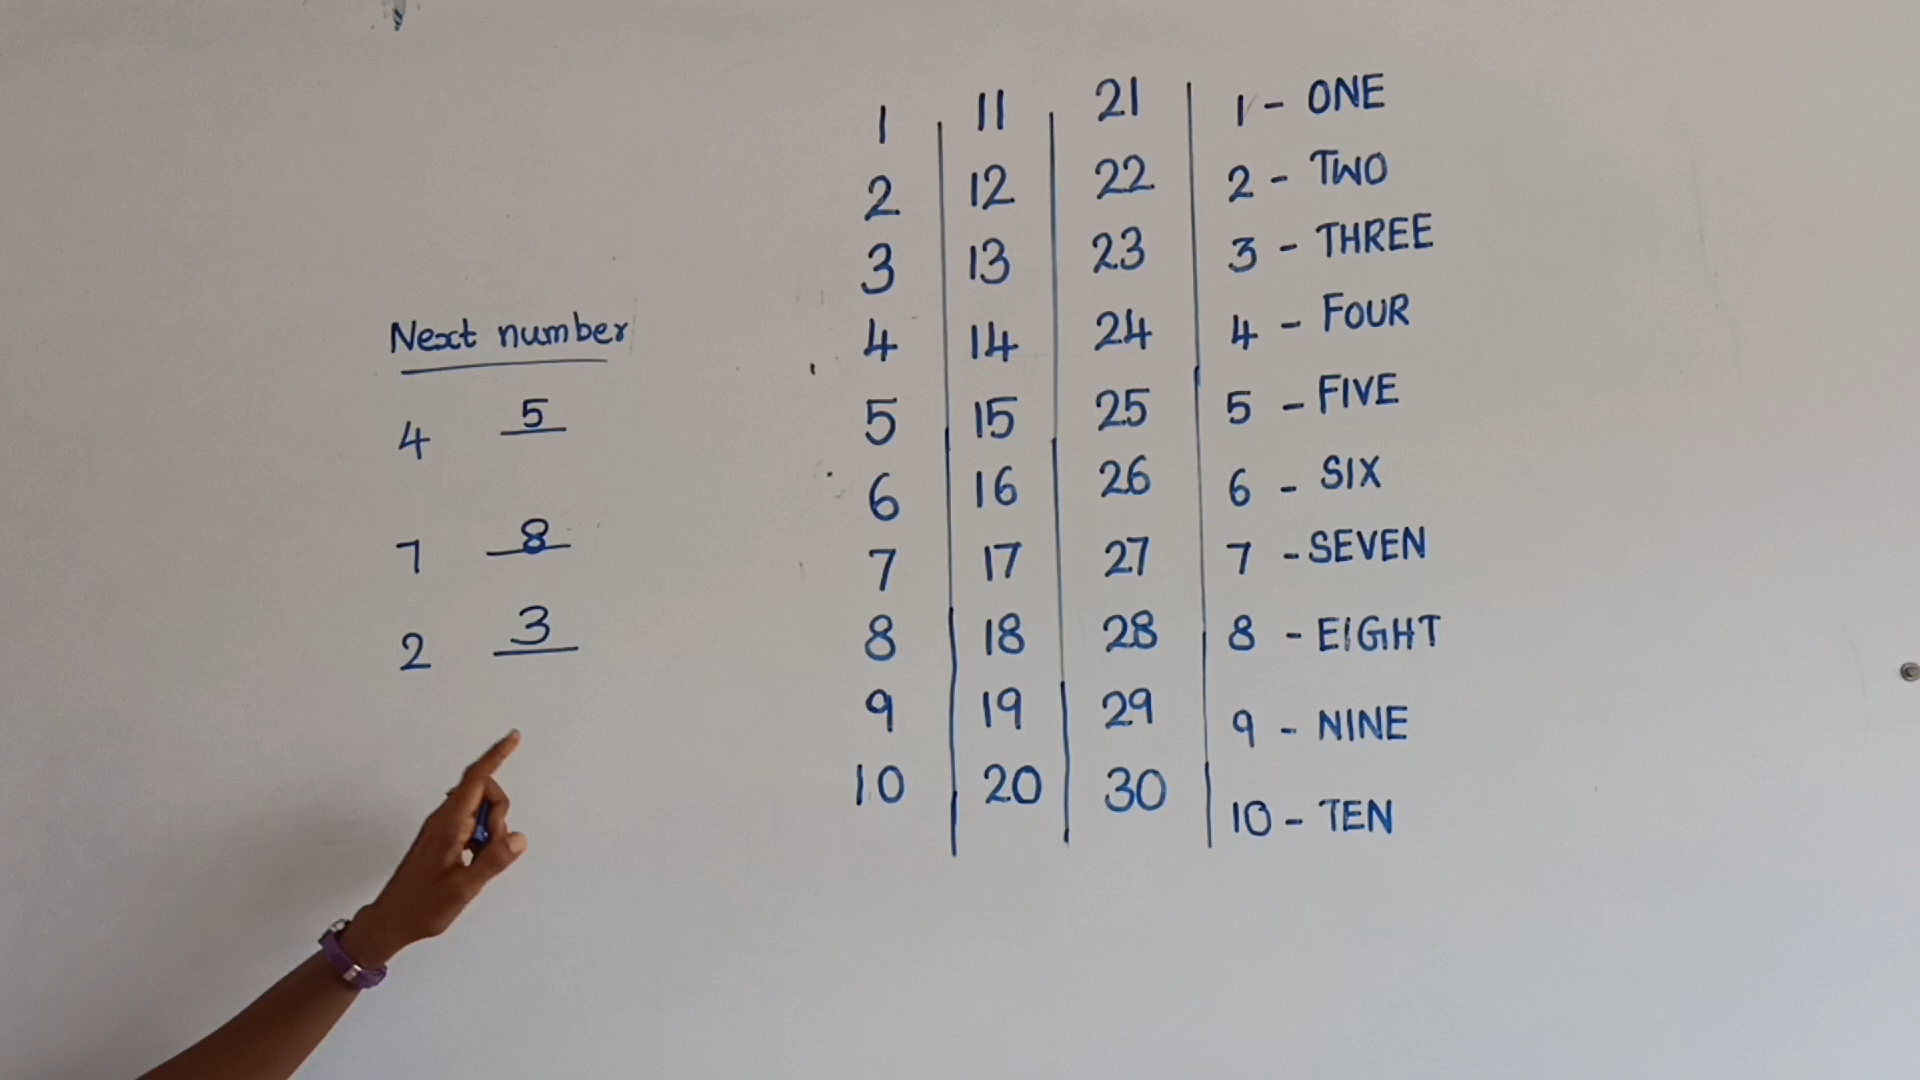 Next number
4 5
7 8
2 3
1 11 21 1 - ONE
2 12 22 2 - TWO
3 13 23 3 - THREE
4 14 24 4 - FOUR
5 15 25 5 - FIVE
6 16 26 6 - SIX
7 17 27 7 - SEVEN
8 18 28 8 - EIGHT
9 19 29 9 - NINE
10 20 30 10 - TEN